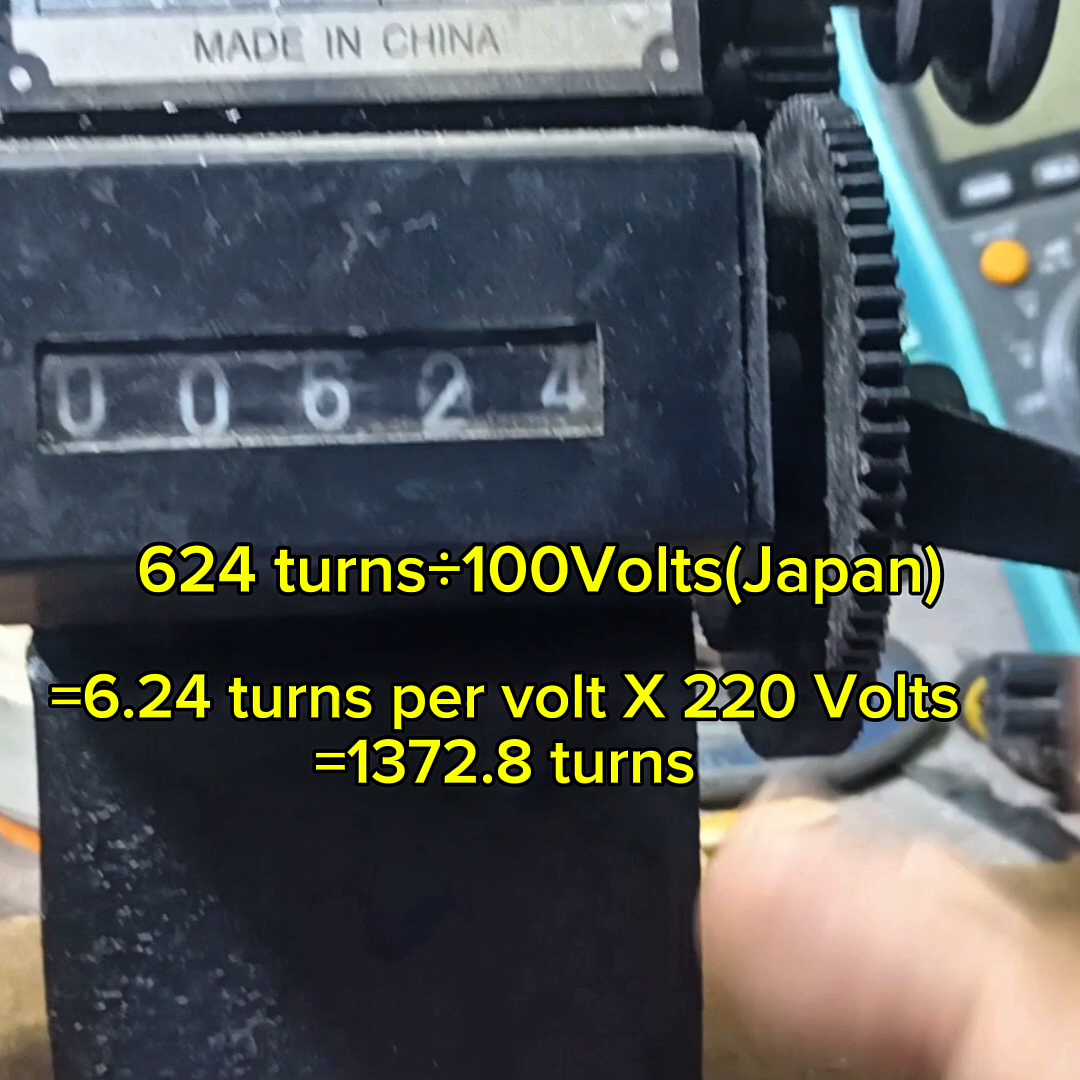 MADE IN CHINA
0 0 6 2 4
624 turns÷100Volts(Japan)
=6.24 turns per volt X 220 Volts
=1372.8 turns